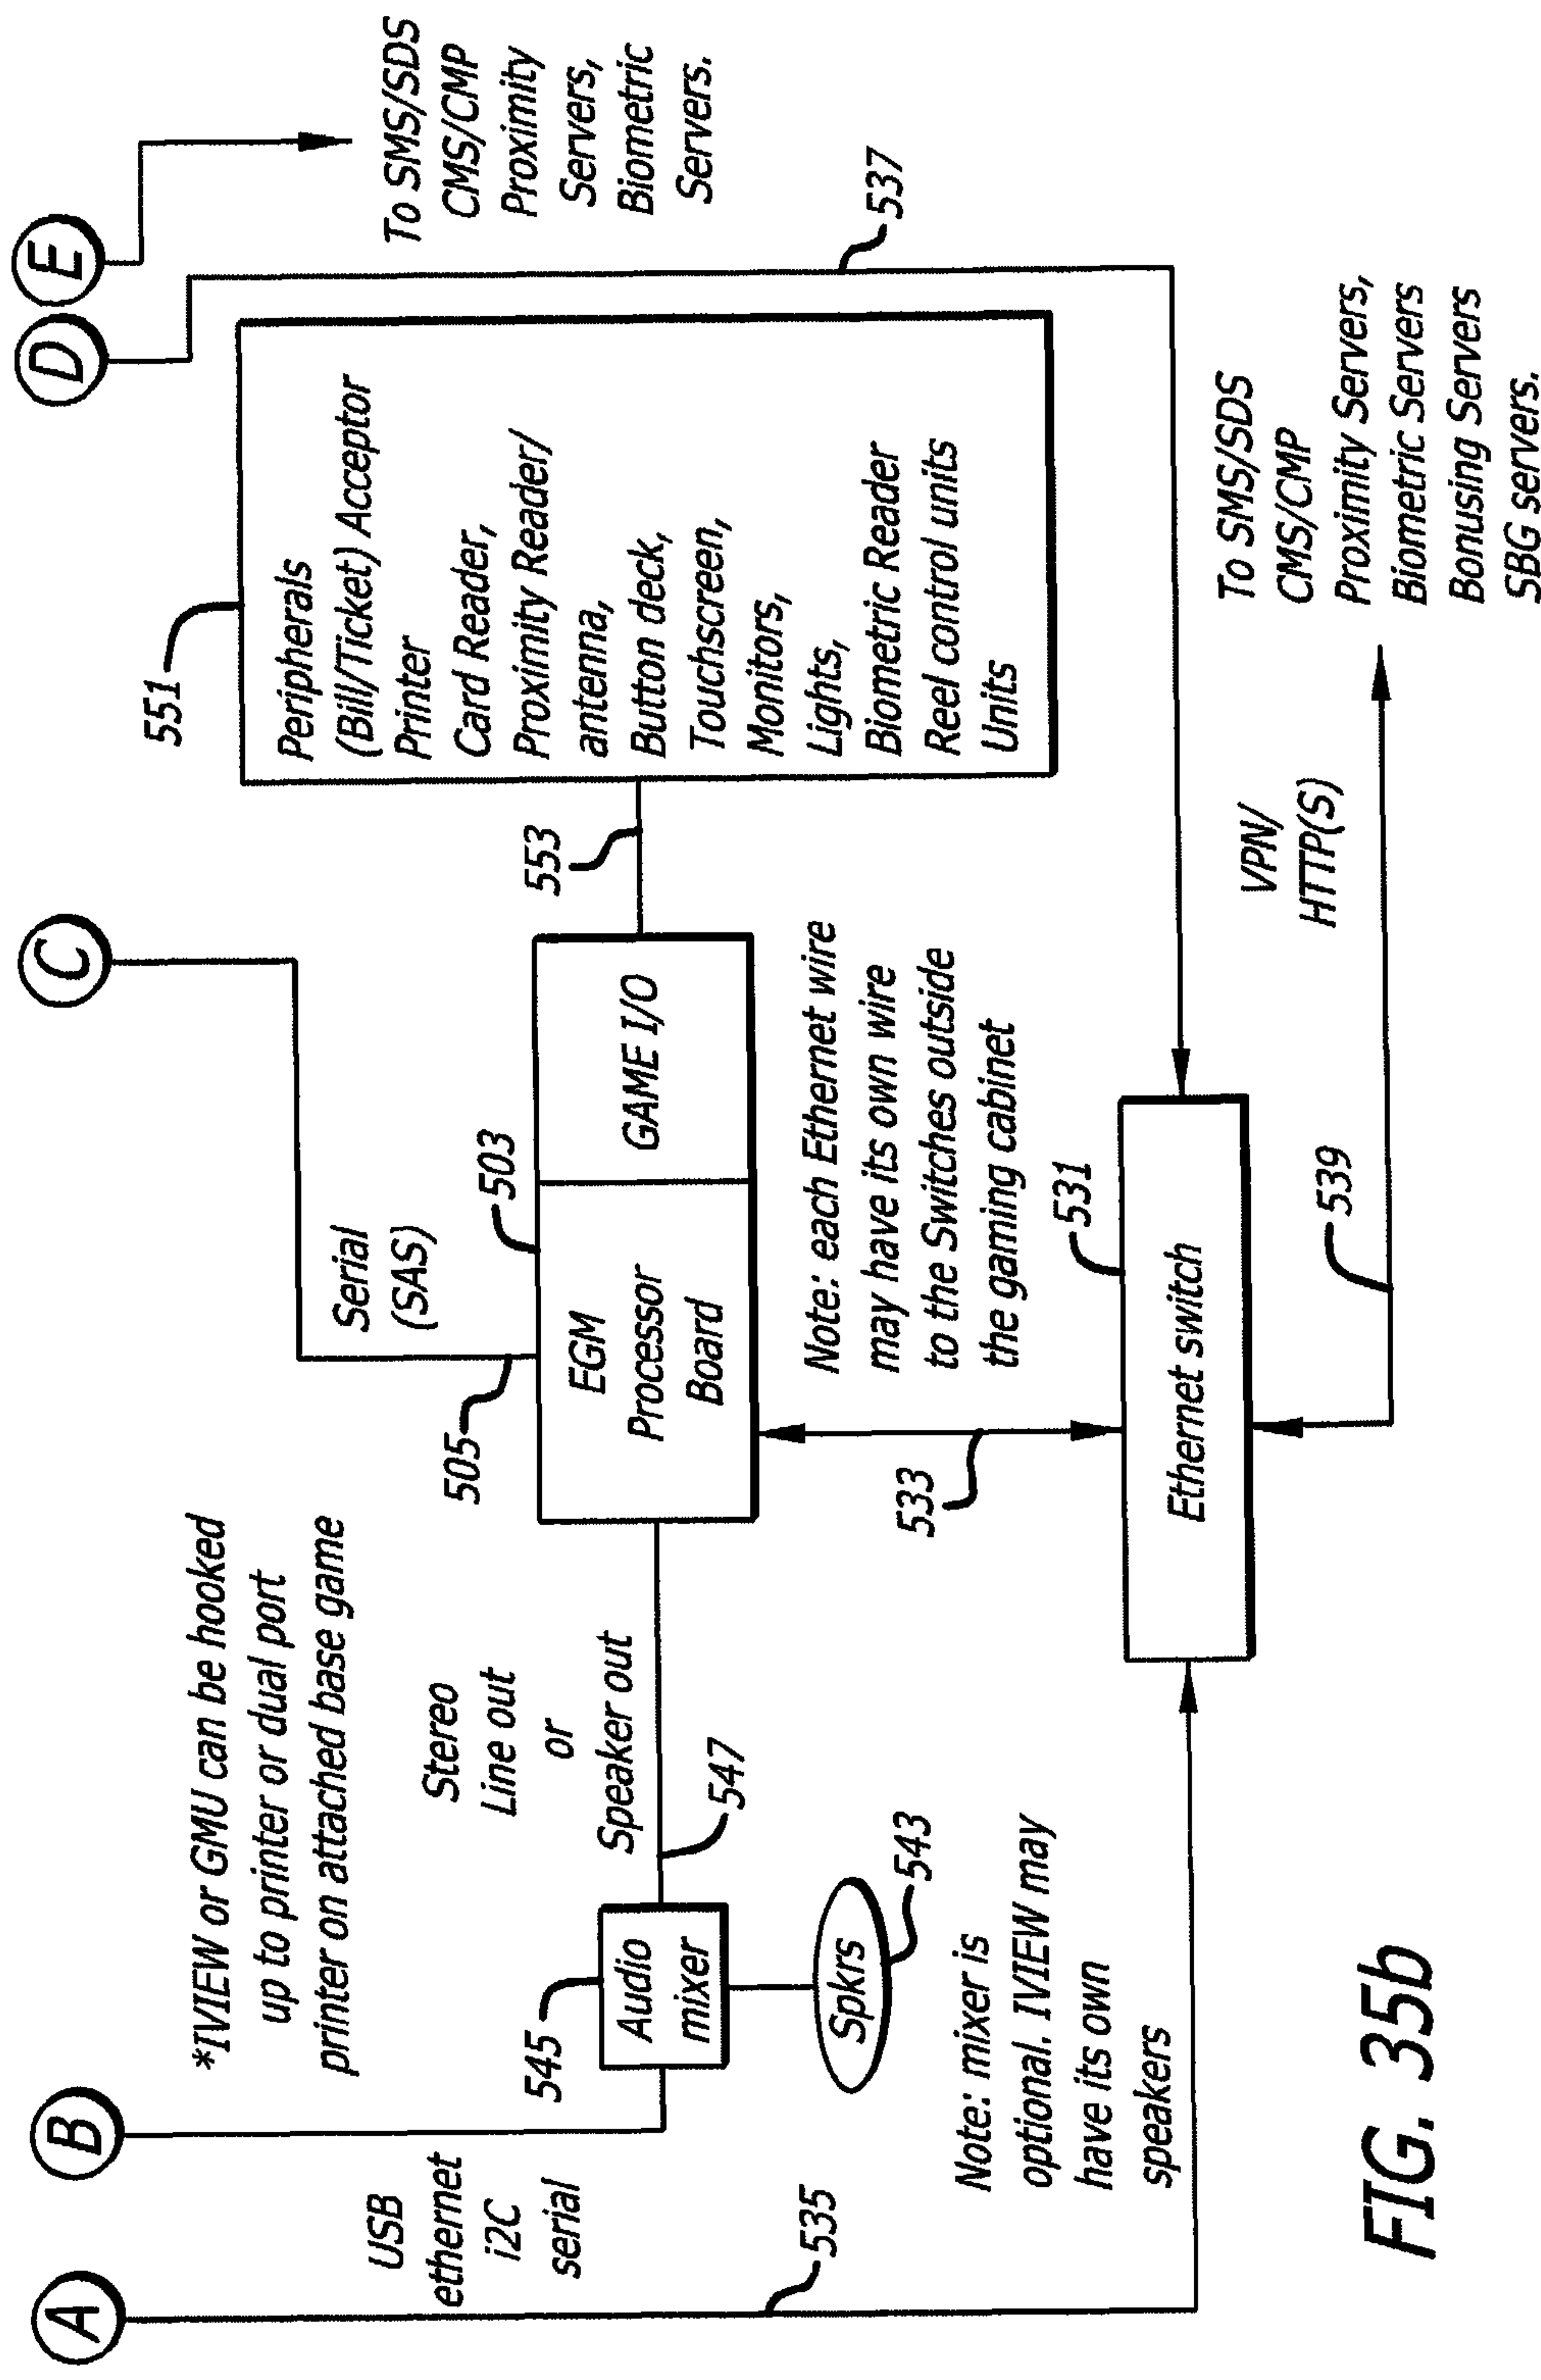 A
B
C
D
E
USB
ethernet
i2C
serial
*IVIEW or GMU can be hooked
up to printer or dual port
printer on attached base game
Serial
(SAS)
505
503
551
Peripherals
(Bill/Ticket) Acceptor
Printer
Card Reader,
Proximity Reader/
antenna,
Button deck,
Touchscreen,
Monitors,
Lights,
Biometric Reader
Reel control units
Units
To SMS/SDS
CMS/CMP
Proximity
Servers,
Biometric
Servers.
537
545
Audio
mixer
Stereo
Line out
or
Speaker out
547
EGM
Processor
Board
GAME I/O
553
Spkrs
543
535
Note: mixer is
optional. IVIEW may
have its own
speakers
533
Note: each Ethernet wire
may have its own wire
to the Switches outside
the gaming cabinet
531
Ethernet switch
539
VPN/
HTTP(S)
To SMS/SDS
CMS/CMP
Proximity Servers,
Biometric Servers
Bonusing Servers
SBG servers.
FIG. 35b